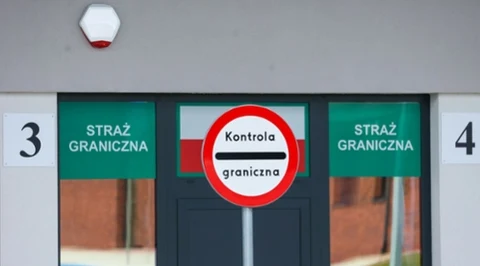 3
STRAŻ
GRANICZNA
Kontrola
graniczna
STRAŻ
GRANICZNA
4